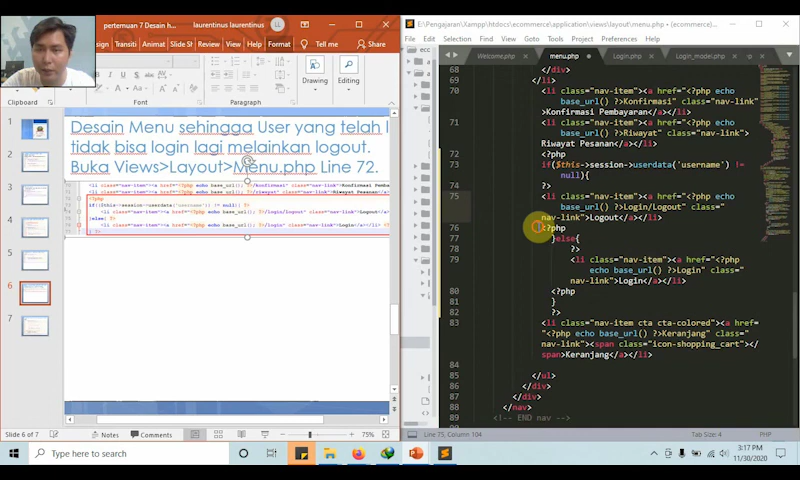 pertemuan 7 Desain h...
laurentinus laurentinus
LL
Animation
Slide Sl
Review
View
Help
Format
Tell me
Share
Drawing
Editing
Clipboard
Font
Paragraph
1
2
3
4
5
6
7
Desain Menu sehingga User yang telah l
tidak bisa login lagi melainkan logout.
Buka Views>Layout>Menu.php Line 72.
Slide 6 of 7
Notes
Comments
75%
E:\Pengajaran\Xampp\htdocs\ecommerce\application\views\layout\menu.php (ecommerce)
File Edit Selection Find View Goto Tools Project Preferences Help
Welcome.php
menu.php
Login.php
Login_model.php
68 </div>
69 </li>
70 <li class="nav-item"><a href="<?php echo
base_url() ?>Konfirmasi" class="nav-link"
>Konfirmasi Pembayaran</a></li>
71 <li class="nav-item"><a href="<?php echo
base_url() ?>Riwayat" class="nav-link">
Riwayat Pesanan</a></li>
72 <?php
73 if($this->session->userdata('username') !=
null){
74 ?>
75 <li class="nav-item"><a href="<?php echo
base_url() ?>Login/Logout" class="
nav-link">Logout</a></li>
76 <?php
77 }else{
78 ?>
79 <li class="nav-item"><a href="<?php
echo base_url() ?>Login" class="
nav-link">Login</a></li>
80 <?php
81 }
82 ?>
83 <li class="nav-item cta cta-colored"><a href=
"<?php echo base_url() ?>Keranjang" class="
nav-link"><span class="icon-shopping_cart"></
span>Keranjang</a></li>
84
85 </ul>
86 </div>
87 </div>
88 </nav>
89 <!-- END nav -->
Line 75, Column 104
Tab Size: 4
PHP
Type here to search
3:17 PM
11/30/2020